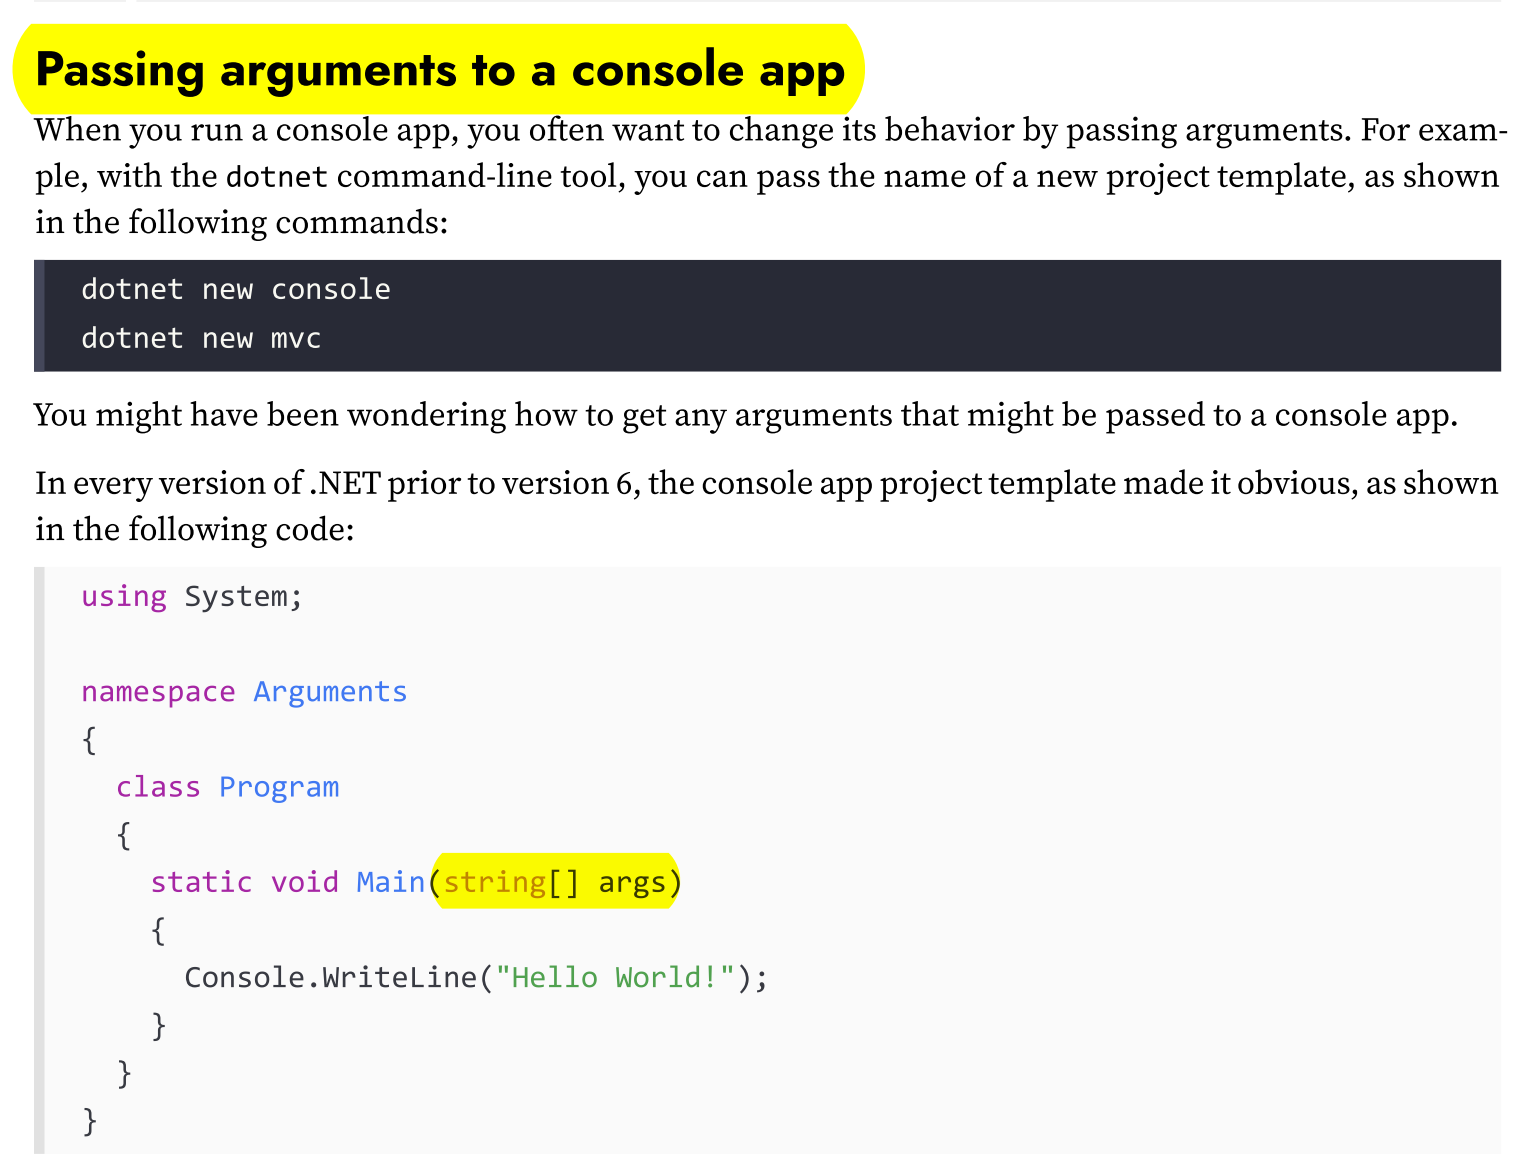 Passing arguments to a console app
When you run a console app, you often want to change its behavior by passing arguments. For exam-
ple, with the dotnet command-line tool, you can pass the name of a new project template, as shown
in the following commands:
dotnet new console
dotnet new mvc
You might have been wondering how to get any arguments that might be passed to a console app.
In every version of .NET prior to version 6, the console app project template made it obvious, as shown
in the following code:
using System;
namespace Arguments
{
  class Program
  {
    static void Main(string[] args)
    {
      Console.WriteLine("Hello World!");
    }
  }
}